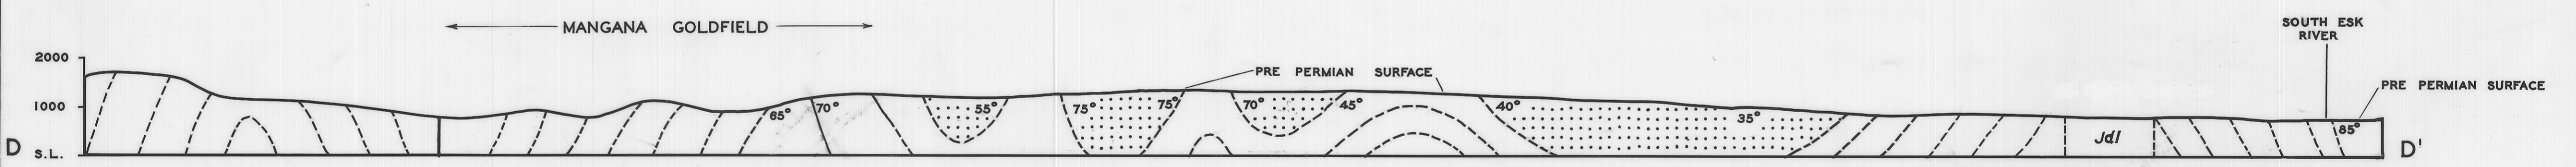 MANGANA GOLDFIELD
SOUTH ESK
RIVER
2000
PRE PERMIAN SURFACE
PRE PERMIAN SURFACE
1000
65°
70°
55°
75°
75°
70°
45°
40°
35°
Jdl
85°
D
S.L.
D'